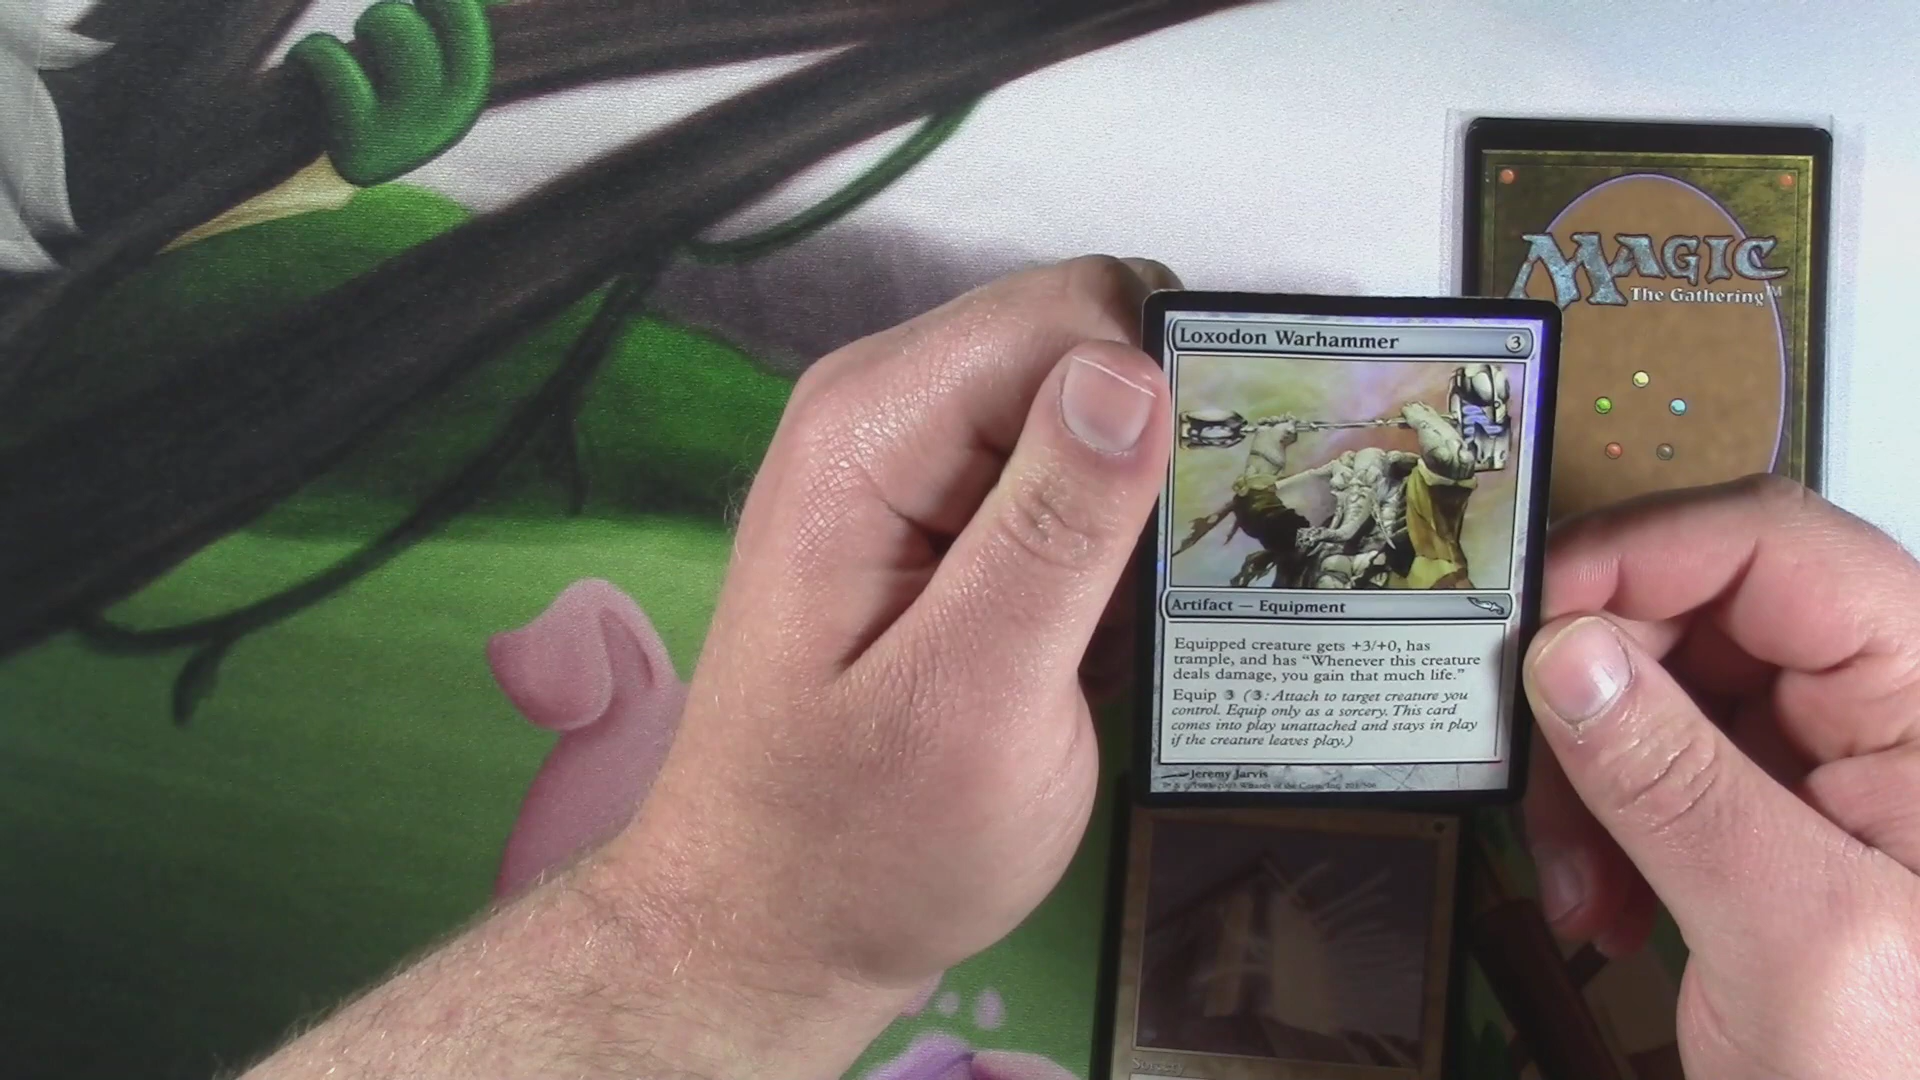 MAGIC
The Gathering™
Loxodon Warhammer 3
Artifact — Equipment
Equipped creature gets +3/+0, has
trample, and has “Whenever this creature
deals damage, you gain that much life.”
Equip 3 (3: Attach to target creature you
control. Equip only as a sorcery. This card
comes into play unattached and stays in play
if the creature leaves play.)
Jeremy Jarvis
Sorcery